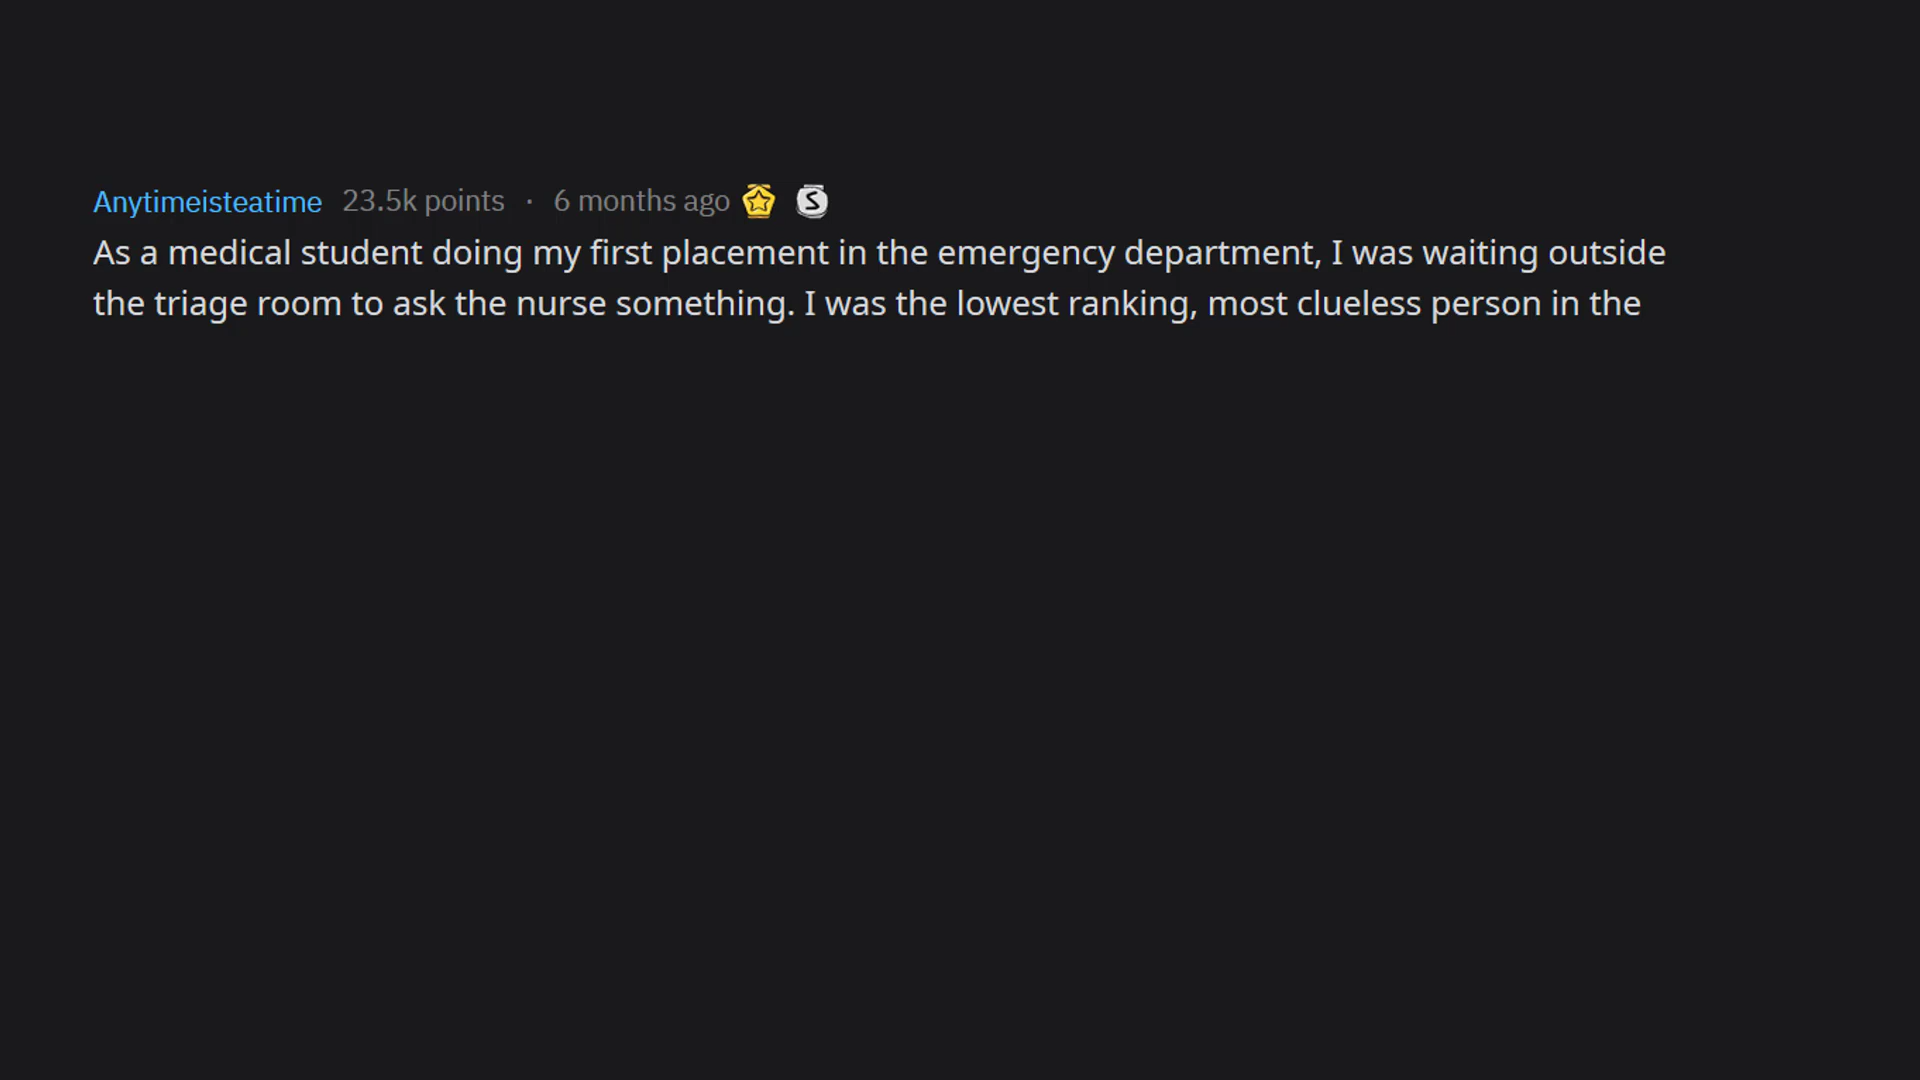 Anytimeisteatime 23.5k points · 6 months ago
As a medical student doing my first placement in the emergency department, I was waiting outside
the triage room to ask the nurse something. I was the lowest ranking, most clueless person in the